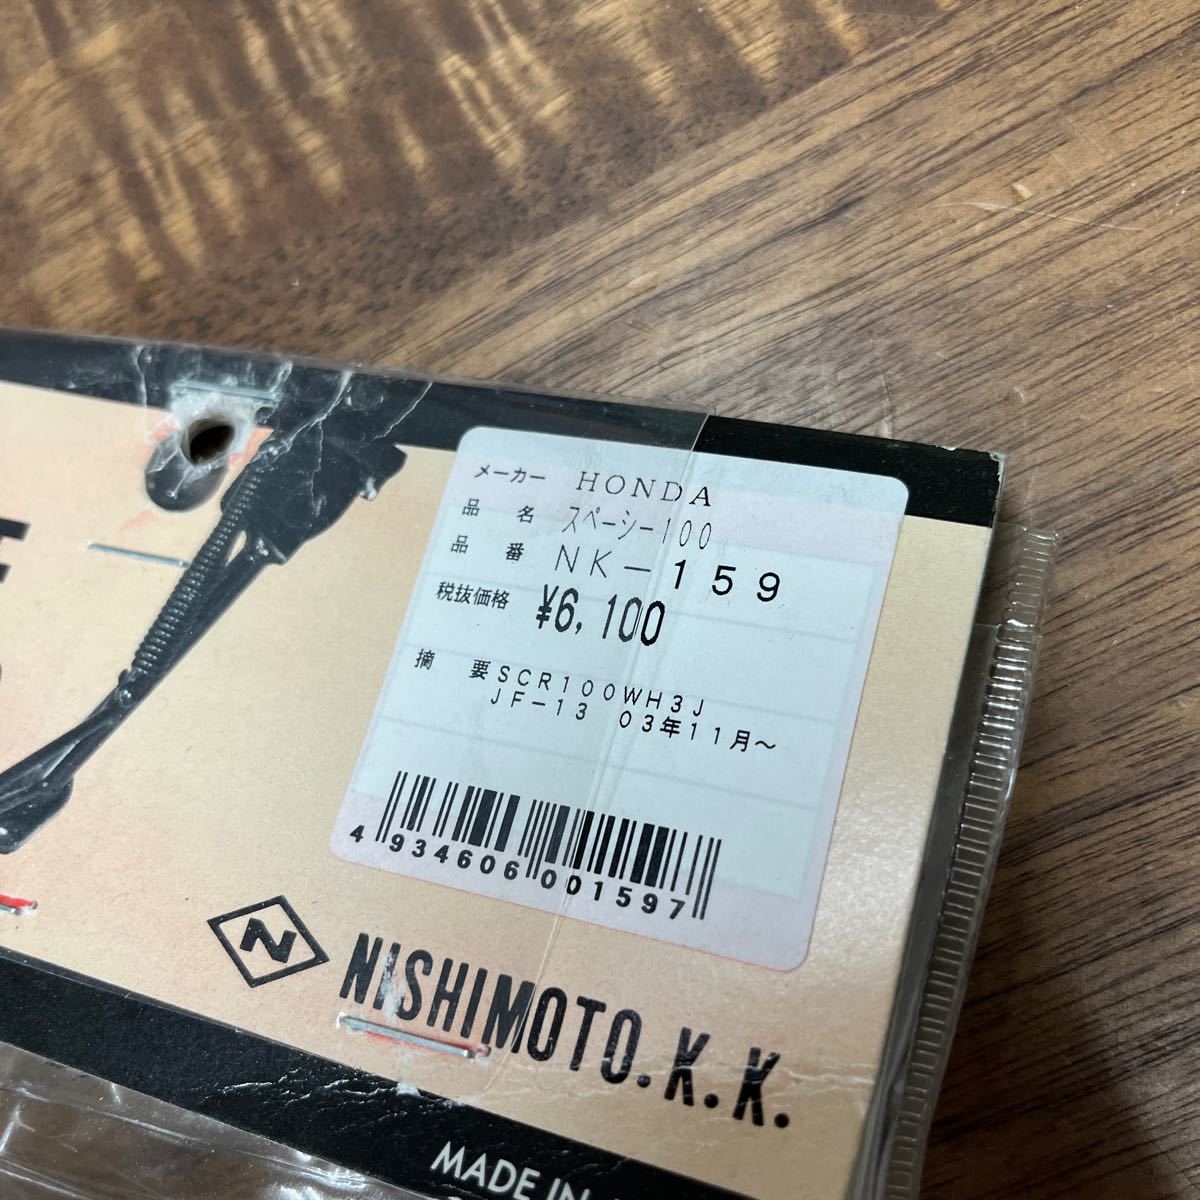 メーカー HONDA
品名 スペーシー100
品番 NK-159
税抜価格 ¥6,100
摘要 SCR100WH3J
JF-13 03年11月〜
4934606001597
N NISHIMOTO.K.K.
MADE IN